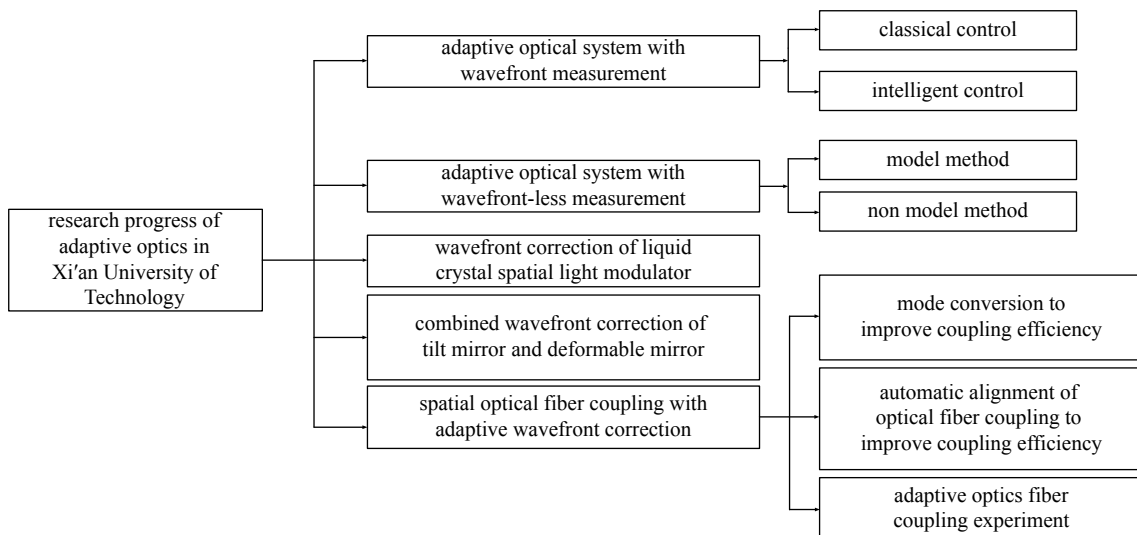 research progress of
adaptive optics in
Xi′an University of
Technology
adaptive optical system with
wavefront measurement
classical control
intelligent control
adaptive optical system with
wavefront-less measurement
model method
non model method
wavefront correction of liquid
crystal spatial light modulator
combined wavefront correction of
tilt mirror and deformable mirror
spatial optical fiber coupling with
adaptive wavefront correction
mode conversion to
improve coupling efficiency
automatic alignment of
optical fiber coupling to
improve coupling efficiency
adaptive optics fiber
coupling experiment